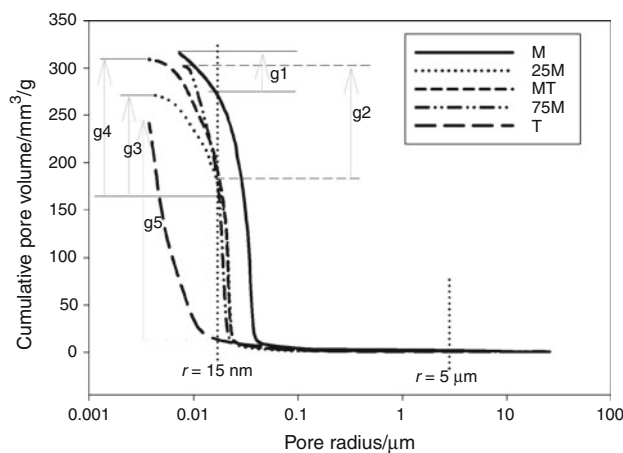 350
300
250
200
150
100
50
0
Cumulative pore volume/mm³/g
g1
g2
g3
g4
g5
M
25M
MT
75M
T
r = 15 nm
r = 5 μm
0.001
0.01
0.1
1
10
100
Pore radius/μm